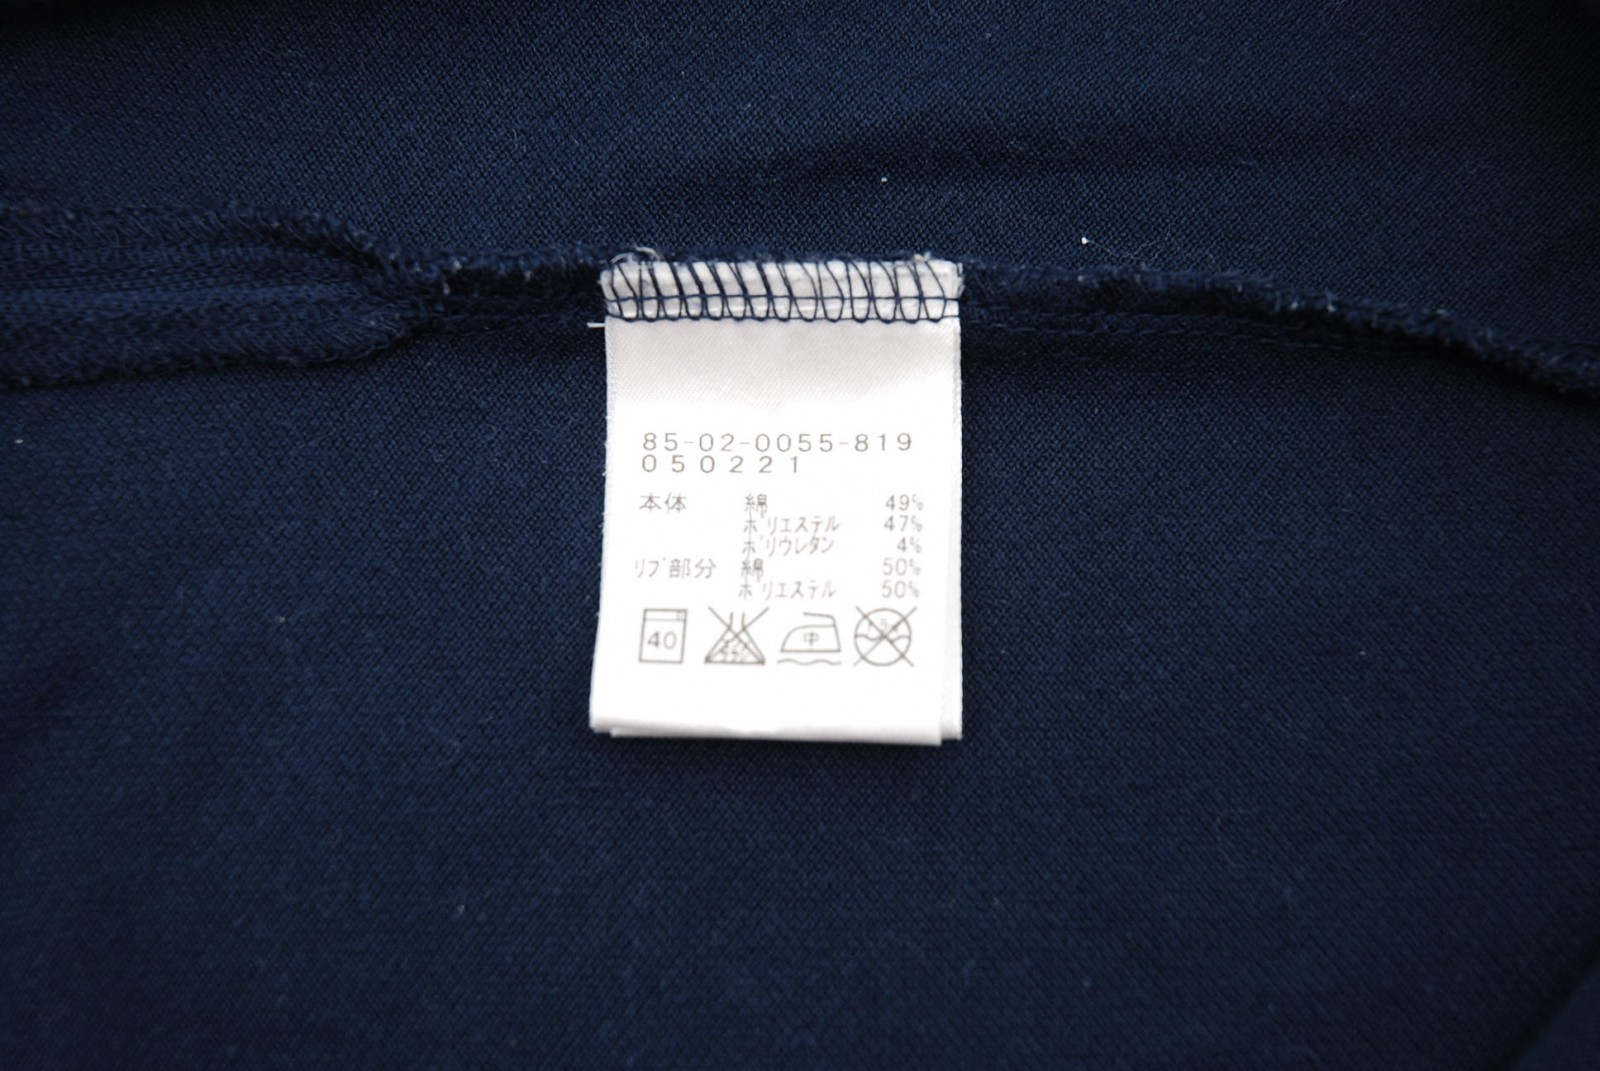 85-02-0055-819
050221
本体 綿 49%
ポリエステル 47%
ポリウレタン 4%
リブ部分 綿 50%
ポリエステル 50%
40 中